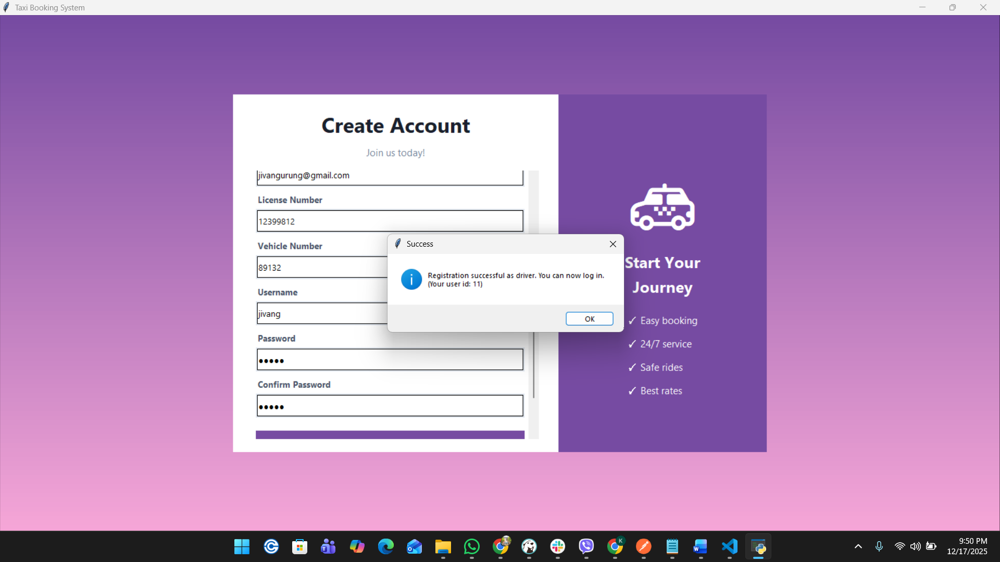 Taxi Booking System
Create Account
Join us today!
jivangurung@gmail.com
License Number
12399812
Vehicle Number
89132
Username
jivang
Password
•••••
Confirm Password
•••••
Success
Registration successful as driver. You can now log in.
(Your user id: 11)
OK
Start Your
Journey
✓ Easy booking
✓ 24/7 service
✓ Safe rides
✓ Best rates
K
9:50 PM
12/17/2025